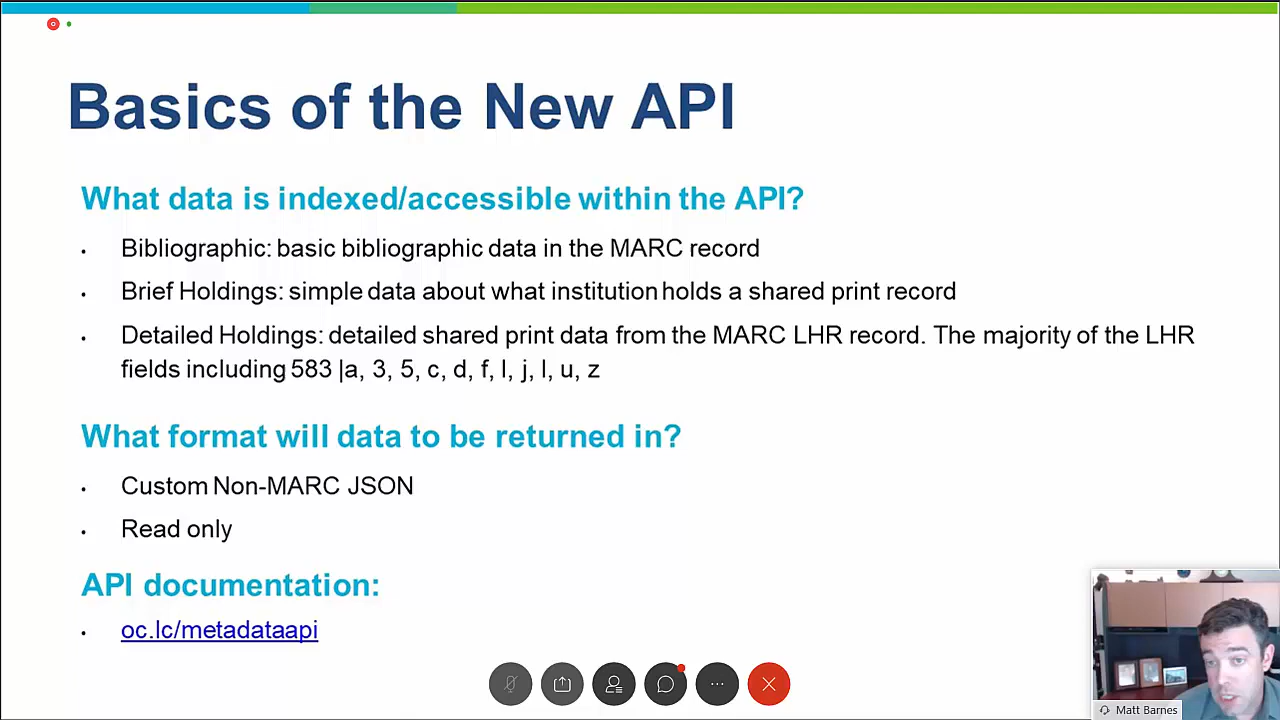 Basics of the New API
What data is indexed/accessible within the API?
• Bibliographic: basic bibliographic data in the MARC record
• Brief Holdings: simple data about what institution holds a shared print record
• Detailed Holdings: detailed shared print data from the MARC LHR record. The majority of the LHR
fields including 583 |a, 3, 5, c, d, f, l, j, l, u, z
What format will data to be returned in?
• Custom Non-MARC JSON
• Read only
API documentation:
• oc.lc/metadataapi
Matt Barnes